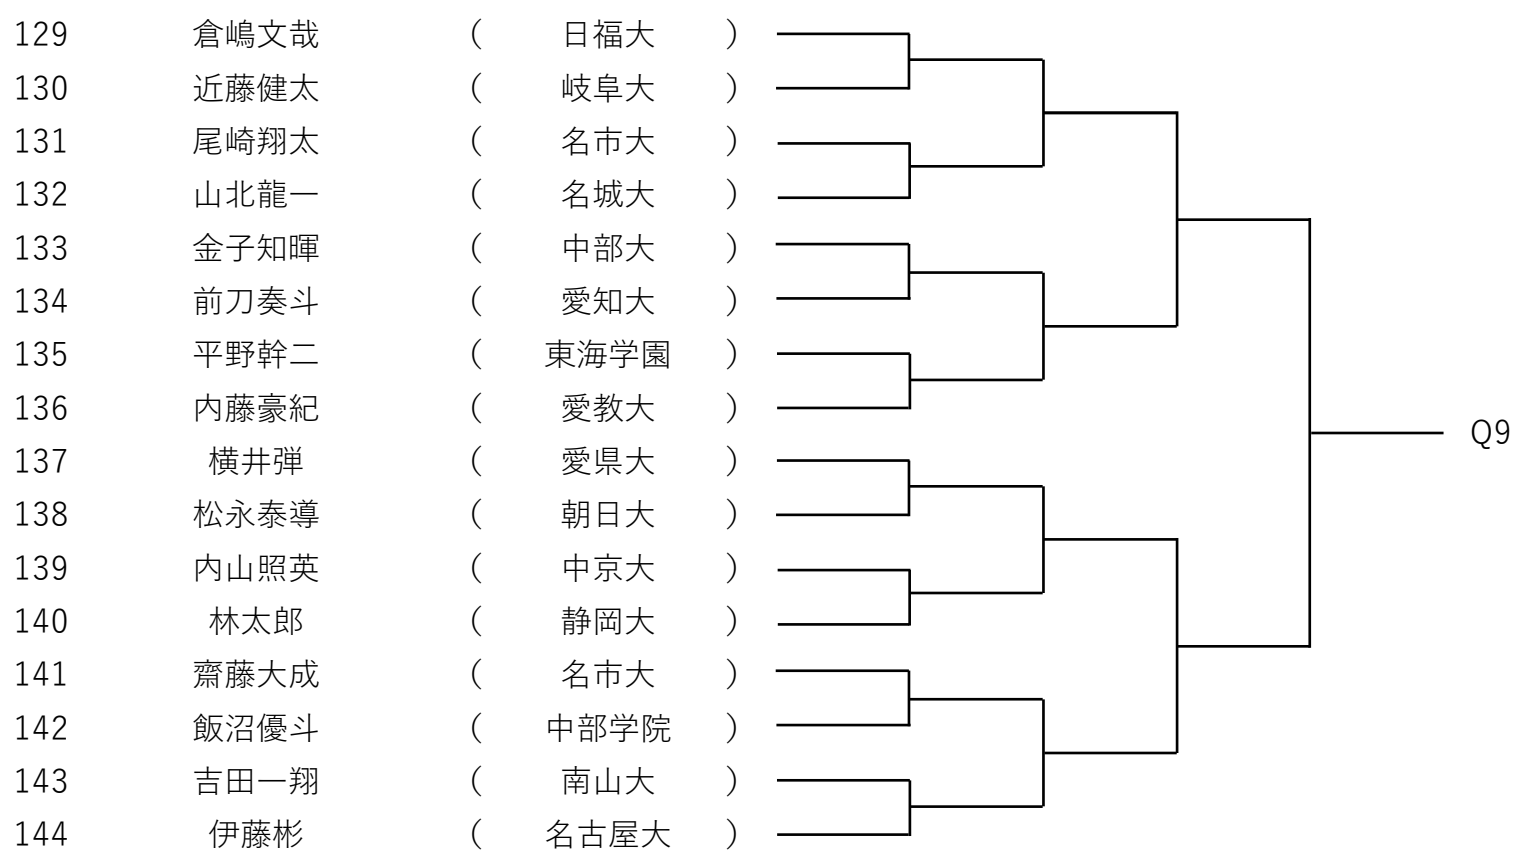 129 倉嶋文哉 ( 日福大 )
130 近藤健太 ( 岐阜大 )
131 尾崎翔太 ( 名市大 )
132 山北龍一 ( 名城大 )
133 金子知暉 ( 中部大 )
134 前刀奏斗 ( 愛知大 )
135 平野幹二 ( 東海学園 )
136 内藤豪紀 ( 愛教大 )
Q9
137 横井弾 ( 愛県大 )
138 松永泰導 ( 朝日大 )
139 内山照英 ( 中京大 )
140 林太郎 ( 静岡大 )
141 齋藤大成 ( 名市大 )
142 飯沼優斗 ( 中部学院 )
143 吉田一翔 ( 南山大 )
144 伊藤彬 ( 名古屋大 )